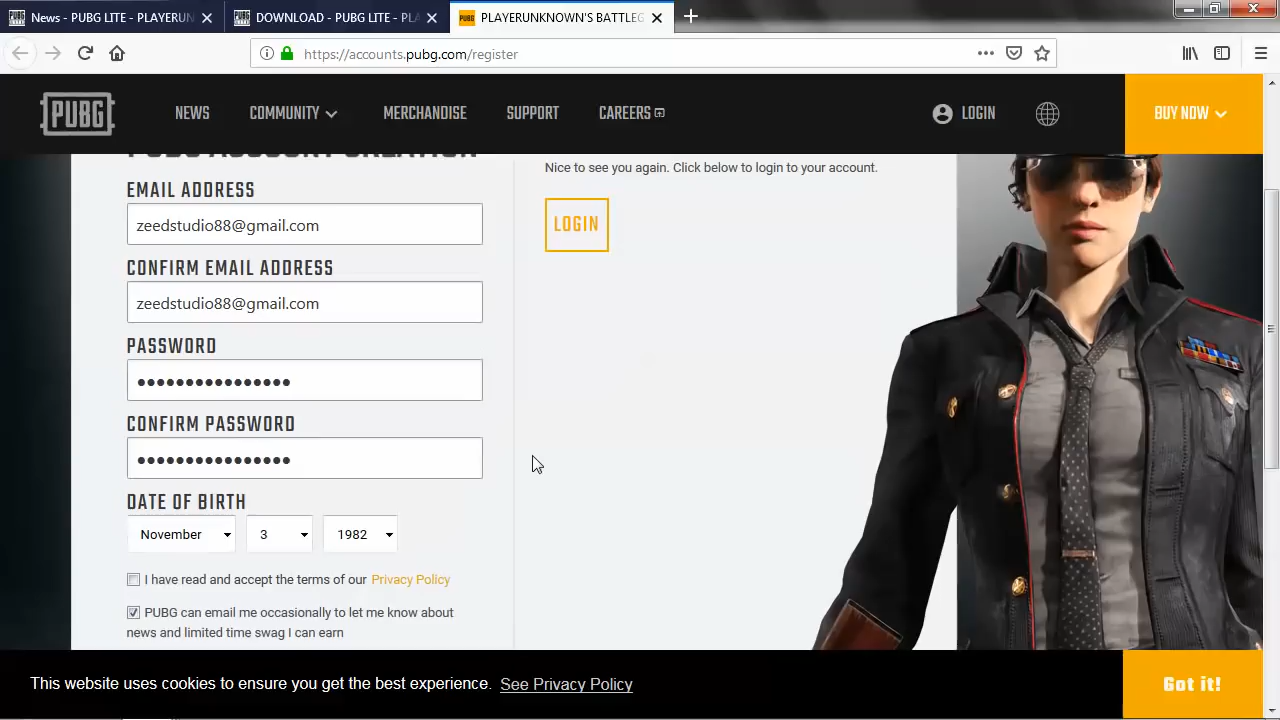 News - PUBG LITE - PLAYERUN
DOWNLOAD - PUBG LITE - PLA
PLAYERUNKNOWN'S BATTLEG
https://accounts.pubg.com/register
PUBG
NEWS
COMMUNITY
MERCHANDISE
SUPPORT
CAREERS
LOGIN
BUY NOW
PUBG ACCOUNT CREATION
EMAIL ADDRESS
zeedstudio88@gmail.com
CONFIRM EMAIL ADDRESS
zeedstudio88@gmail.com
PASSWORD
••••••••••••••••
CONFIRM PASSWORD
••••••••••••••••
DATE OF BIRTH
November
3
1982
I have read and accept the terms of our Privacy Policy
PUBG can email me occasionally to let me know about
news and limited time swag I can earn
Nice to see you again. Click below to login to your account.
LOGIN
This website uses cookies to ensure you get the best experience. See Privacy Policy
Got it!